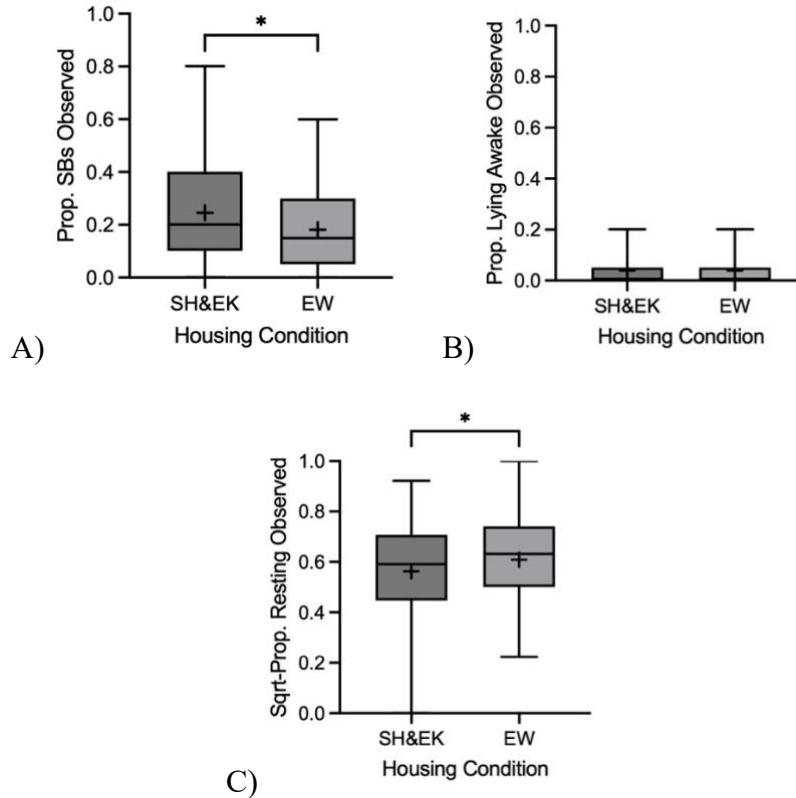 *
1.0
0.8
0.6
0.4
0.2
0.0
Prop. SBs Observed
SH&EK EW
Housing Condition
A)
1.0
0.8
0.6
0.4
0.2
0.0
Prop. Lying Awake Observed
SH&EK EW
Housing Condition
B)
*
1.0
0.8
0.6
0.4
0.2
0.0
Sqrt-Prop. Resting Observed
SH&EK EW
Housing Condition
C)